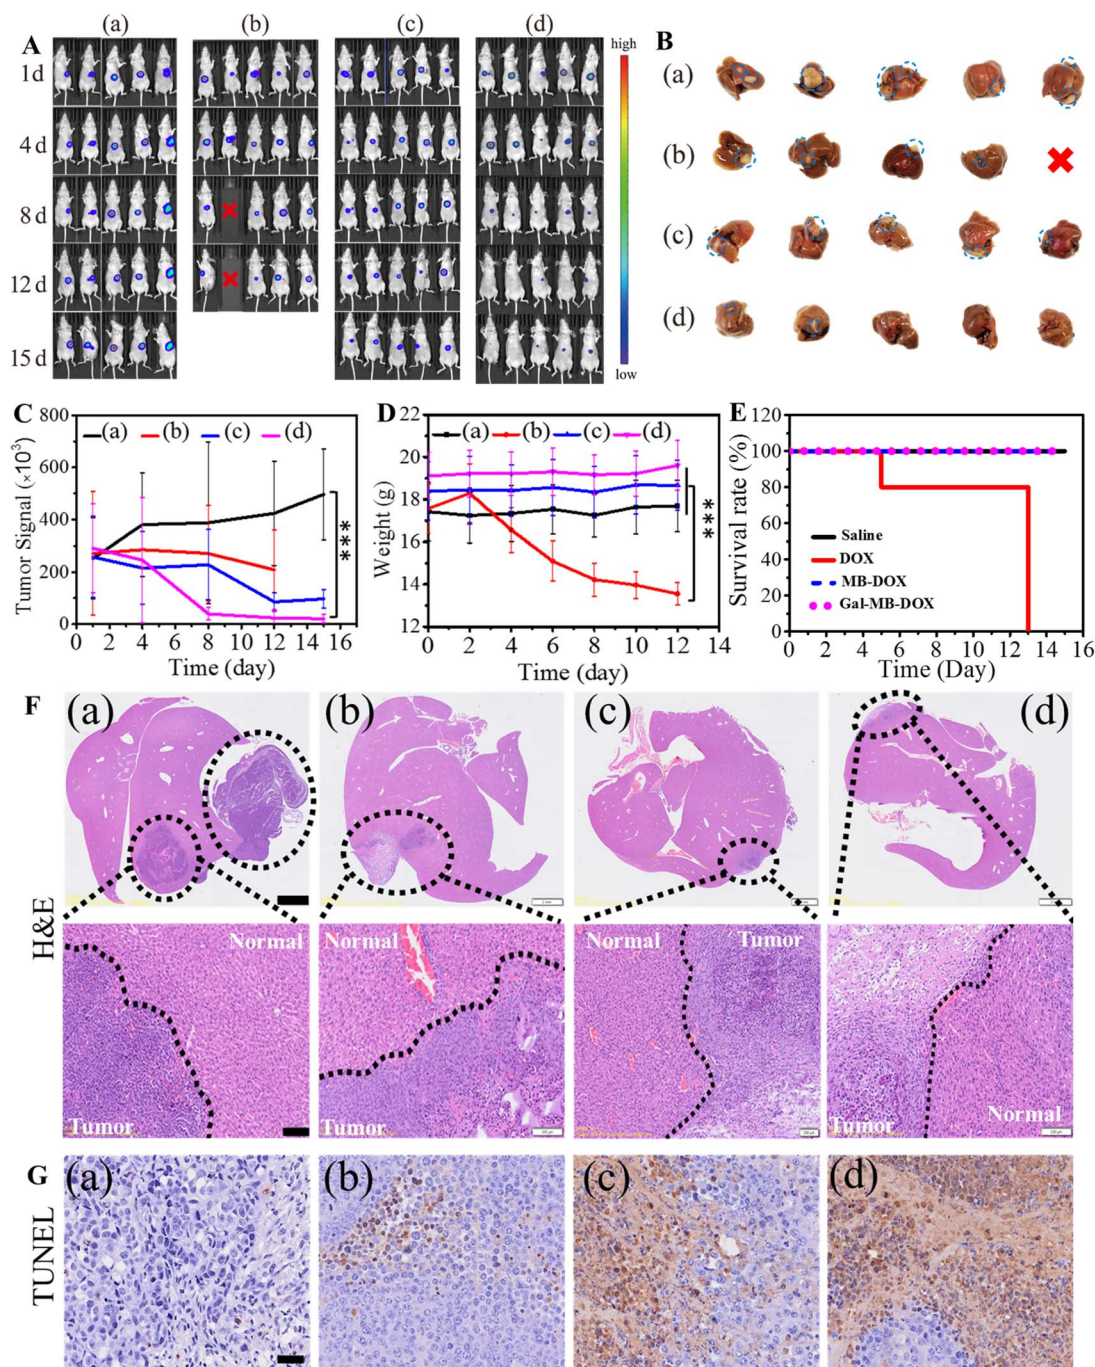 (a) (b) (c) (d)
A
1d
4 d
8 d
12 d
15 d
high
low
B
(a)
(b)
(c)
(d)
C
(a) (b) (c) (d)
Tumor Signal (×10³)
800
600
400
200
0
0 2 4 6 8 10 12 14 16
Time (day)
***
D
(a) (b) (c) (d)
Weight (g)
22
20
18
16
14
12
0 2 4 6 8 10 12
Time (day)
***
E
Survival rate (%)
120
100
80
60
40
20
0
Saline
DOX
MB-DOX
Gal-MB-DOX
0 2 4 6 8 10 12 14 16
Time (Day)
F
(a) (b) (c) (d)
H&E
Normal
Tumor
Normal
Tumor
Normal
Tumor
Tumor
Normal
G
(a) (b) (c) (d)
TUNEL